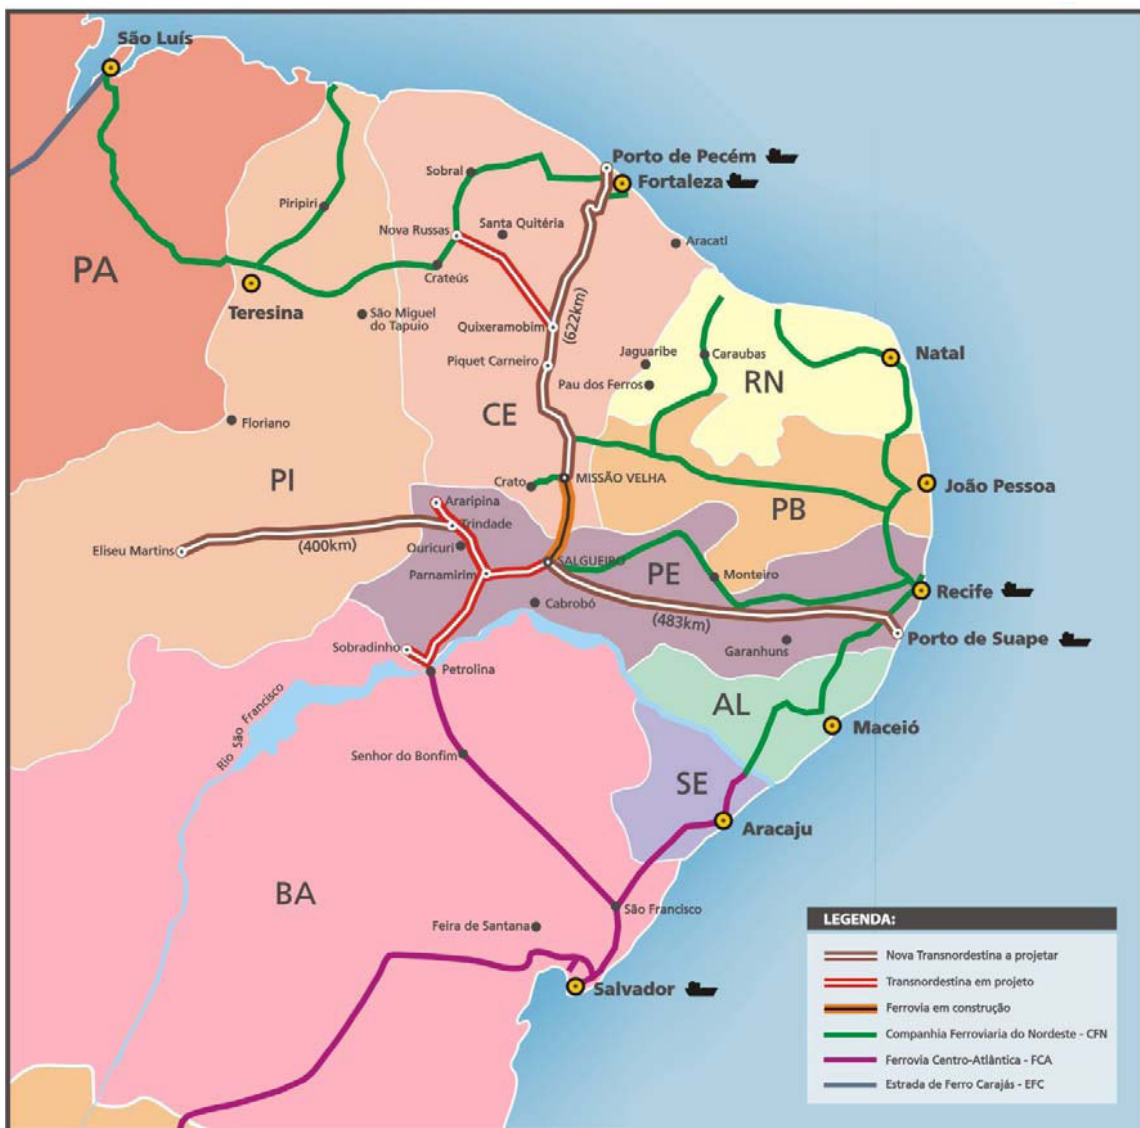 São Luís
Porto de Pecém
Fortaleza
Sobral
Piripiri
Nova Russas
Santa Quitéria
Aracati
PA
Crateús
Teresina
São Miguel
do Tapuio
Quixeramobim
(622km)
Natal
Piquet Carneiro
Jaguaribe
Caraubas
Pau dos Ferros
RN
CE
Floriano
PI
Crato
MISSÃO VELHA
João Pessoa
Araripina
PB
Trindade
Eliseu Martins
(400km)
Ouricuri
SALGUEIRO
Parnamirim
PE
Monteiro
Recife
Cabrobó
(483km)
Porto de Suape
Sobradinho
Garanhuns
Petrolina
Rio São Francisco
AL
Maceió
Senhor do Bonfim
SE
Aracaju
BA
São Francisco
Feira de Santana
Salvador
LEGENDA:
Nova Transnordestina a projetar
Transnordestina em projeto
Ferrovia em construção
Companhia Ferroviaria do Nordeste - CFN
Ferrovia Centro-Atlântica - FCA
Estrada de Ferro Carajás - EFC